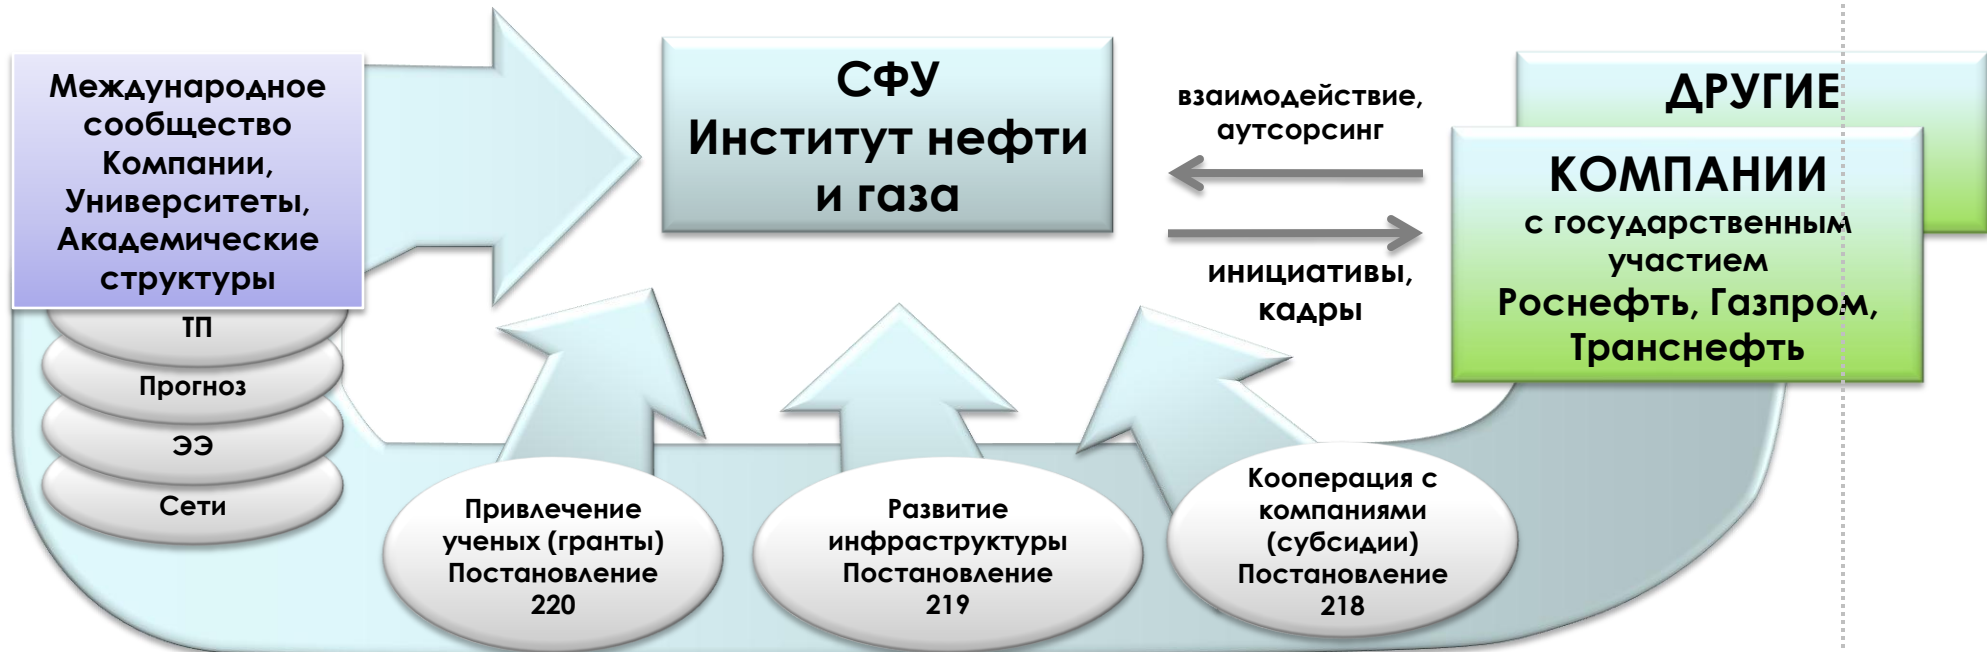 Международное
сообщество
Компании,
Университеты,
Академические
структуры
ТП
Прогноз
ЭЭ
Сети
СФУ
Институт нефти
и газа
взаимодействие,
аутсорсинг
инициативы,
кадры
ДРУГИЕ
КОМПАНИИ
с государственным
участием
Роснефть, Газпром,
Транснефть
Привлечение
ученых (гранты)
Постановление
220
Развитие
инфраструктуры
Постановление
219
Кооперация с
компаниями
(субсидии)
Постановление
218